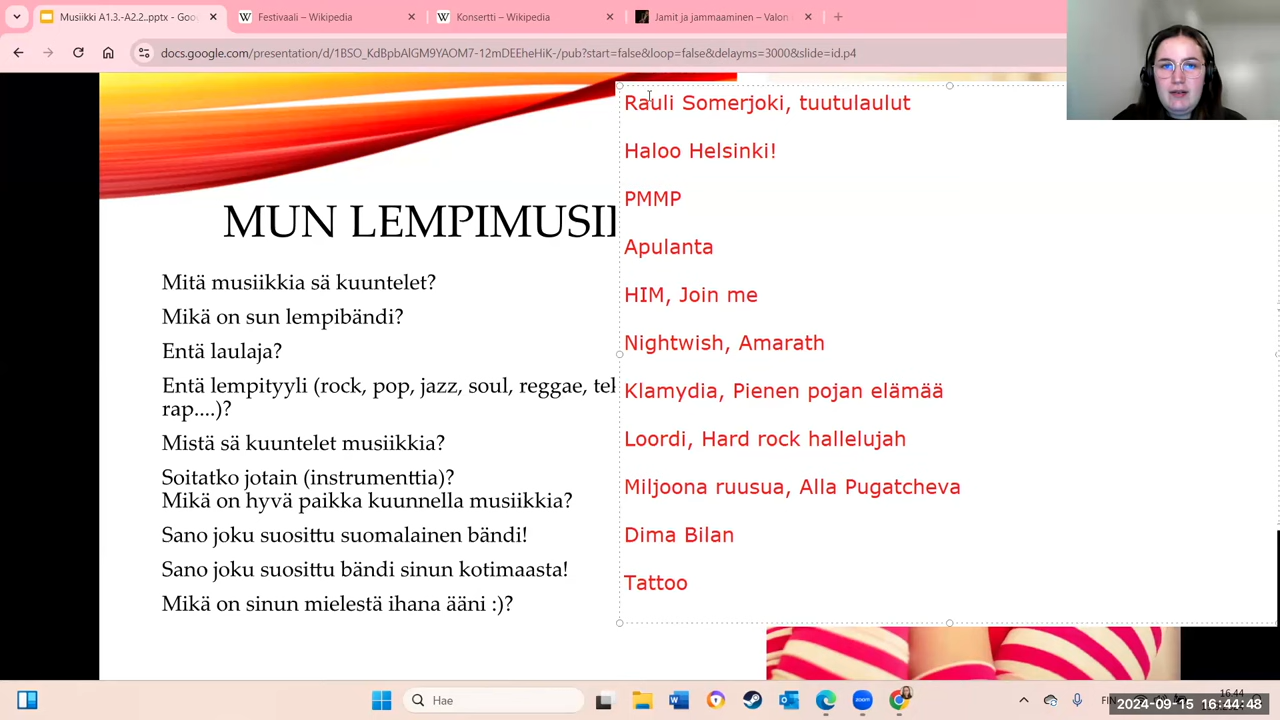 Musiikki A1.3.-A2.2..pptx - Goo
Festivaali – Wikipedia
Konsertti – Wikipedia
Jamit ja jammaaminen – Valon
docs.google.com/presentation/d/1BSO_KdBpbAlGM9YAOM7-12mDEEheHiK-/pub?start=false&loop=false&delayms=3000&slide=id.p4
MUN LEMPIMUSII
Mitä musiikkia sä kuuntelet?
Mikä on sun lempibändi?
Entä laulaja?
Entä lempityyli (rock, pop, jazz, soul, reggae, tek
rap....)?
Mistä sä kuuntelet musiikkia?
Soitatko jotain (instrumenttia)?
Mikä on hyvä paikka kuunnella musiikkia?
Sano joku suosittu suomalainen bändi!
Sano joku suosittu bändi sinun kotimaasta!
Mikä on sinun mielestä ihana ääni :)?
Rauli Somerjoki, tuutulaulut
Haloo Helsinki!
PMMP
Apulanta
HIM, Join me
Nightwish, Amarath
Klamydia, Pienen pojan elämää
Loordi, Hard rock hallelujah
Miljoona ruusua, Alla Pugatcheva
Dima Bilan
Tattoo
Hae
FIN
16.44
2024-09-15 16:44:48